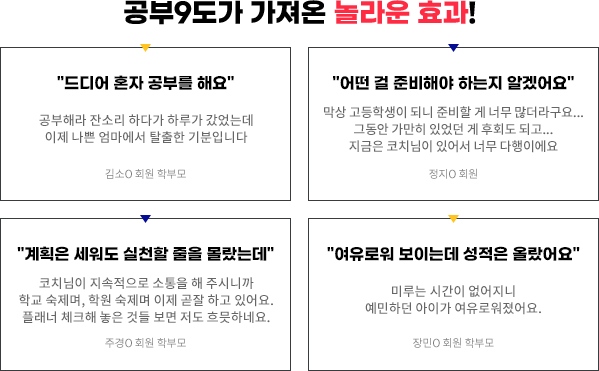 공부9도가 가져온 놀라운 효과!
"드디어 혼자 공부를 해요"
공부해라 잔소리 하다가 하루가 갔었는데
이제 나쁜 엄마에서 탈출한 기분입니다
김소O 회원 학부모
"어떤 걸 준비해야 하는지 알겠어요"
막상 고등학생이 되니 준비할 게 너무 많더라구요...
그동안 가만히 있었던 게 후회도 되고...
지금은 코치님이 있어서 너무 다행이에요
정지O 회원
"계획은 세워도 실천할 줄을 몰랐는데"
코치님이 지속적으로 소통을 해 주시니까
학교 숙제며, 학원 숙제며 이제 곧잘 하고 있어요.
플래너 체크해 놓은 것들 보면 저도 흐뭇하네요.
주경O 회원 학부모
"여유로워 보이는데 성적은 올랐어요"
미루는 시간이 없어지니
예민하던 아이가 여유로워졌어요.
장민O 회원 학부모